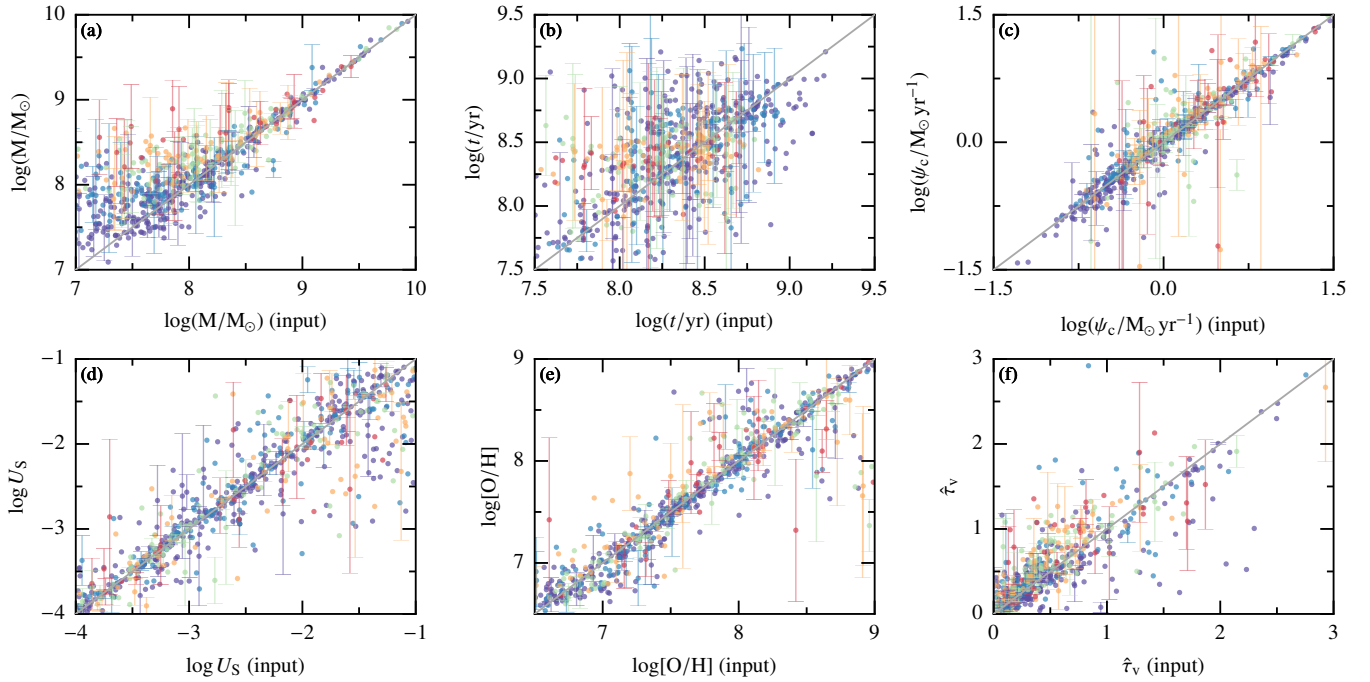 (a)
10
9
8
7
log(M/M⊙)
7 8 9 10
log(M/M⊙) (input)
(b)
9.5
9.0
8.5
8.0
7.5
log(t/yr)
7.5 8.0 8.5 9.0 9.5
log(t/yr) (input)
(c)
1.5
0.0
−1.5
log(ψc/M⊙ yr⁻¹)
−1.5 0.0 1.5
log(ψc/M⊙ yr⁻¹) (input)
(d)
−1
−2
−3
−4
log US
−4 −3 −2 −1
log US (input)
(e)
9
8
7
log[O/H]
7 8 9
log[O/H] (input)
(f)
3
2
1
0
τ̂v
0 1 2 3
τ̂v (input)